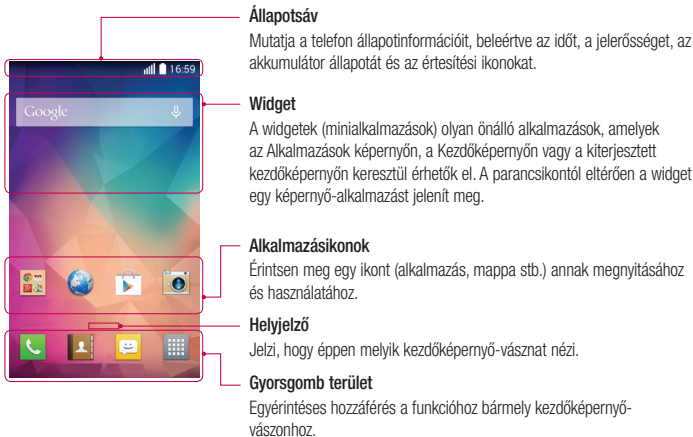 Állapotsáv
Mutatja a telefon állapotinformációit, beleértve az időt, a jelerősséget, az
akkumulátor állapotát és az értesítési ikonokat.
16:59
Google
Widget
A widgetek (minialkalmazások) olyan önálló alkalmazások, amelyek
az Alkalmazások képernyőn, a Kezdőképernyőn vagy a kiterjesztett
kezdőképernyőn keresztül érhetők el. A parancsikontól eltérően a widget
egy képernyő-alkalmazást jelenít meg.
Alkalmazásikonok
Érintsen meg egy ikont (alkalmazás, mappa stb.) annak megnyitásához
és használatához.
Helyjelző
Jelzi, hogy éppen melyik kezdőképernyő-vásznat nézi.
Gyorsgomb terület
Egyérintéses hozzáférés a funkcióhoz bármely kezdőképernyő-
vászonhoz.